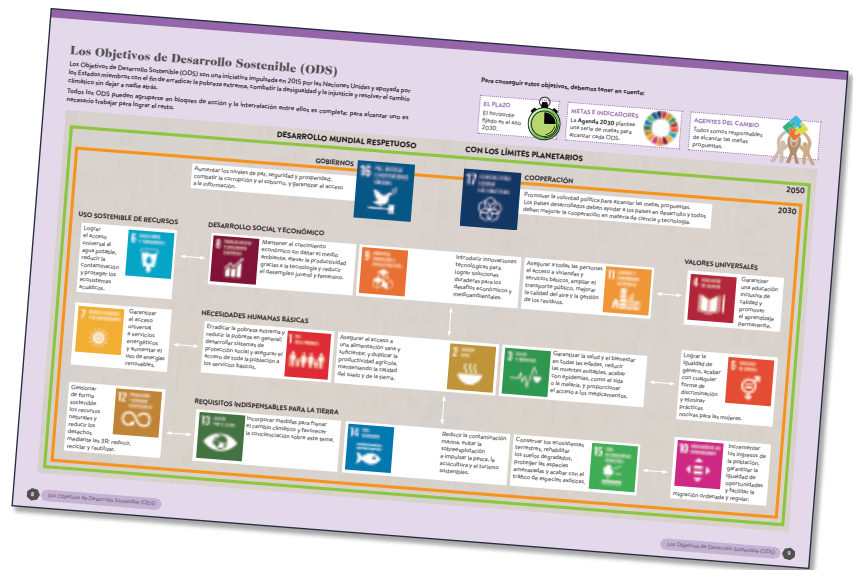 Los Objetivos de Desarrollo Sostenible (ODS)
Los Objetivos de Desarrollo Sostenible (ODS) son una iniciativa impulsada en 2015 por las Naciones Unidas y apoyada por
los Estados miembros con el fin de erradicar la pobreza extrema, combatir la desigualdad y la injusticia y resolver el cambio
climático sin dejar a nadie atrás.
Todos los ODS pueden agruparse en bloques de acción y la interrelación entre ellos es completa: para alcanzar uno es
necesario trabajar para lograr el resto.
Para conseguir estos objetivos, debemos tener en cuenta:
EL PLAZO
El horizonte
fijado es el año
2030.
METAS E INDICADORES
La Agenda 2030 plantea
una serie de metas para
alcanzar cada ODS.
AGENTES DEL CAMBIO
Todos somos responsables
de alcanzar las metas
propuestas.
DESARROLLO MUNDIAL RESPETUOSO
CON LOS LÍMITES PLANETARIOS
2050
2030
GOBIERNOS
Aumentar los niveles de paz, seguridad y prosperidad;
combatir la corrupción y el soborno, y garantizar el acceso
a la información.
16
17
COOPERACIÓN
Promover la voluntad política para alcanzar las metas propuestas.
Los países desarrollados deben ayudar a los países en desarrollo y todos
deben mejorar la cooperación en materia de ciencia y tecnología.
USO SOSTENIBLE DE RECURSOS
Lograr
el acceso
universal al
agua potable,
reducir la
contaminación
y proteger los
ecosistemas
acuáticos.
6
DESARROLLO SOCIAL Y ECONÓMICO
8
Mantener el crecimiento
económico sin dañar el medio
ambiente, elevar la productividad
gracias a la tecnología y reducir
el desempleo juvenil y femenino.
9
Introducir innovaciones
tecnológicas para
lograr soluciones
duraderas para los
desafíos económicos y
medioambientales.
Asegurar a todas las personas
el acceso a viviendas y
servicios básicos, ampliar el
transporte público, mejorar
la calidad del aire y la gestión
de los residuos.
11
VALORES UNIVERSALES
4
Garantizar
una educación
inclusiva de
calidad y
promover
el aprendizaje
permanente.
7
Garantizar
el acceso
universal
a servicios
energéticos
y aumentar el
uso de energías
renovables.
NECESIDADES HUMANAS BÁSICAS
Erradicar la pobreza extrema y
reducir la pobreza en general;
desarrollar sistemas de
protección social y asegurar el
acceso de toda la población a
los servicios básicos.
1
Asegurar el acceso a
una alimentación sana y
suficiente; y duplicar la
productividad agrícola,
manteniendo la calidad
del suelo y de la tierra.
2
3
Garantizar la salud y el bienestar
en todas las edades, reducir
las muertes evitables, acabar
con epidemias, como el sida
o la malaria, y proporcionar
el acceso a los medicamentos.
Lograr la
igualdad de
género, acabar
con cualquier
forma de
discriminación
y eliminar
prácticas
nocivas para las mujeres.
5
Gestionar
de forma
sostenible
los recursos
naturales y
reducir los
desechos
mediante las 3R: reducir,
reciclar y reutilizar.
12
REQUISITOS INDISPENSABLES PARA LA TIERRA
13
Incorporar medidas para frenar
el cambio climático y favorecer
la concienciación sobre este tema.
14
Reducir la contaminación
marina, evitar la
sobreexplotación
e impulsar la pesca, la
acuicultura y el turismo
sostenibles.
Conservar los ecosistemas
terrestres, rehabilitar
los suelos degradados,
proteger las especies
amenazadas y acabar con el
tráfico de especies exóticas.
15
10
Incrementar
los ingresos de
la población,
garantizar la
igualdad de
oportunidades
y facilitar la
migración ordenada y regular.
8
Los Objetivos de Desarrollo Sostenible (ODS)
Los Objetivos de Desarrollo Sostenible (ODS)
9